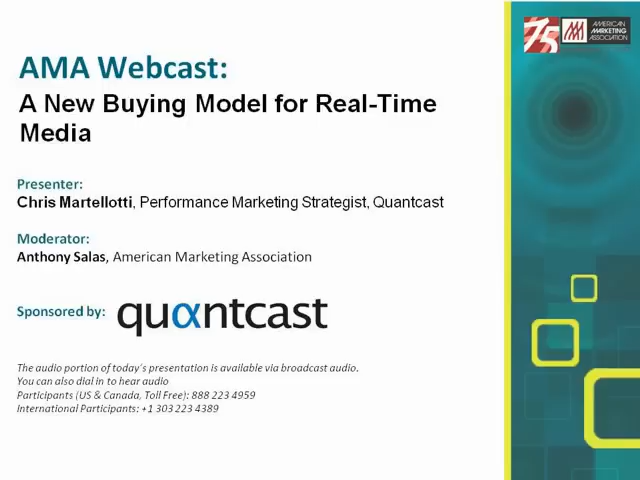 75
AMERICAN
MARKETING
ASSOCIATION
AMA Webcast:
A New Buying Model for Real-Time
Media
Presenter:
Chris Martellotti, Performance Marketing Strategist, Quantcast
Moderator:
Anthony Salas, American Marketing Association
Sponsored by: quantcast
The audio portion of today's presentation is available via broadcast audio.
You can also dial in to hear audio
Participants (US & Canada, Toll Free): 888 223 4959
International Participants: +1 303 223 4389